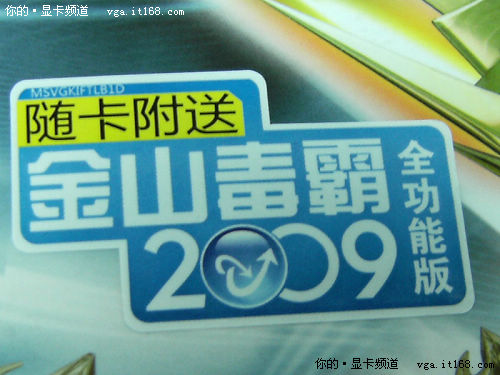 你的·显卡频道 vga.it168.com
MSVGKIFTLB1D
随卡附送
金山毒霸
2009
全功能版
你的·显卡频道 vga.it168.com